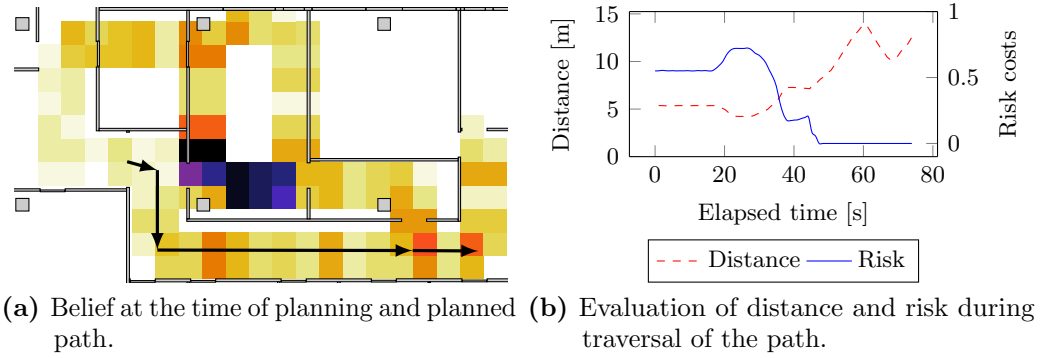 15
10
5
0
Distance [m]
1
0.5
0
Risk costs
0
20
40
60
80
Elapsed time [s]
Distance
Risk
(a) Belief at the time of planning and planned
path.
(b) Evaluation of distance and risk during
traversal of the path.